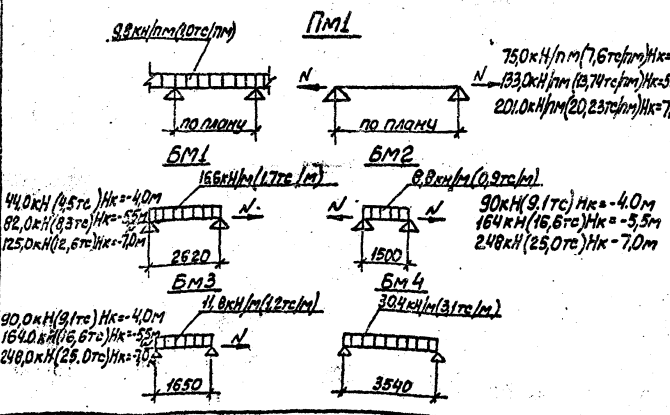 Пм1
9.8кН/пм(1,0тс/пм)
75,0кН/пм(7,6тс/пм)Нк=
N
N
133,0кН/пм(13,74тс/пм)Нк=5
201.0кН/пм(20,23тс/пм)Нк=7,
по плану
по плану
БМ1
БМ2
16.6кН/м(1,7тс/м)
8,8кН/м(0,9тс/м)
44,0кН(4,5тс)Нк=-4,0м
82,0кН(8,3тс)Нк=-5,5м
125,0кН(12,6тс)Нк=-7,0м
N
N
N
90кН(9.1тс)Нк=-4.0м
164кН(16,6тс)Нк=-5,5м
248кН(25,0тс)Нк-7,0м
2620
1500
БМ3
БМ4
11,8кН/м(1,2тс/м)
30.4кН/м(3,1тс/м)
90,0кН(9,1тс)Нк=-4,0м
164.0кН(16,6тс)Нк=-5,5м
248,0кН(25.0тс)Нк=-7,0
N
1650
3540